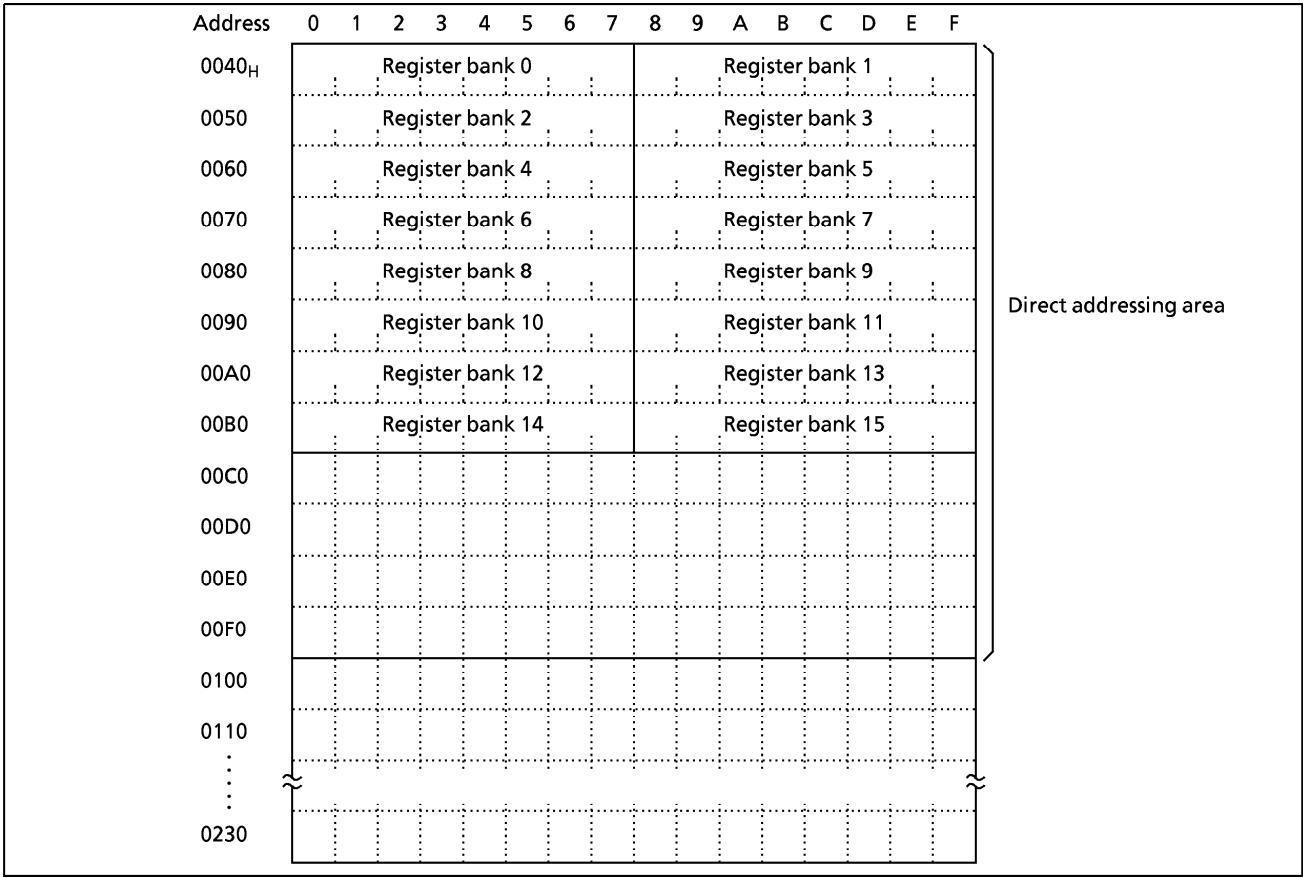 Address 0 1 2 3 4 5 6 7 8 9 A B C D E F
0040H Register bank 0 Register bank 1
0050 Register bank 2 Register bank 3
0060 Register bank 4 Register bank 5
0070 Register bank 6 Register bank 7
0080 Register bank 8 Register bank 9
Direct addressing area
0090 Register bank 10 Register bank 11
00A0 Register bank 12 Register bank 13
00B0 Register bank 14 Register bank 15
00C0
00D0
00E0
00F0
0100
0110
0230